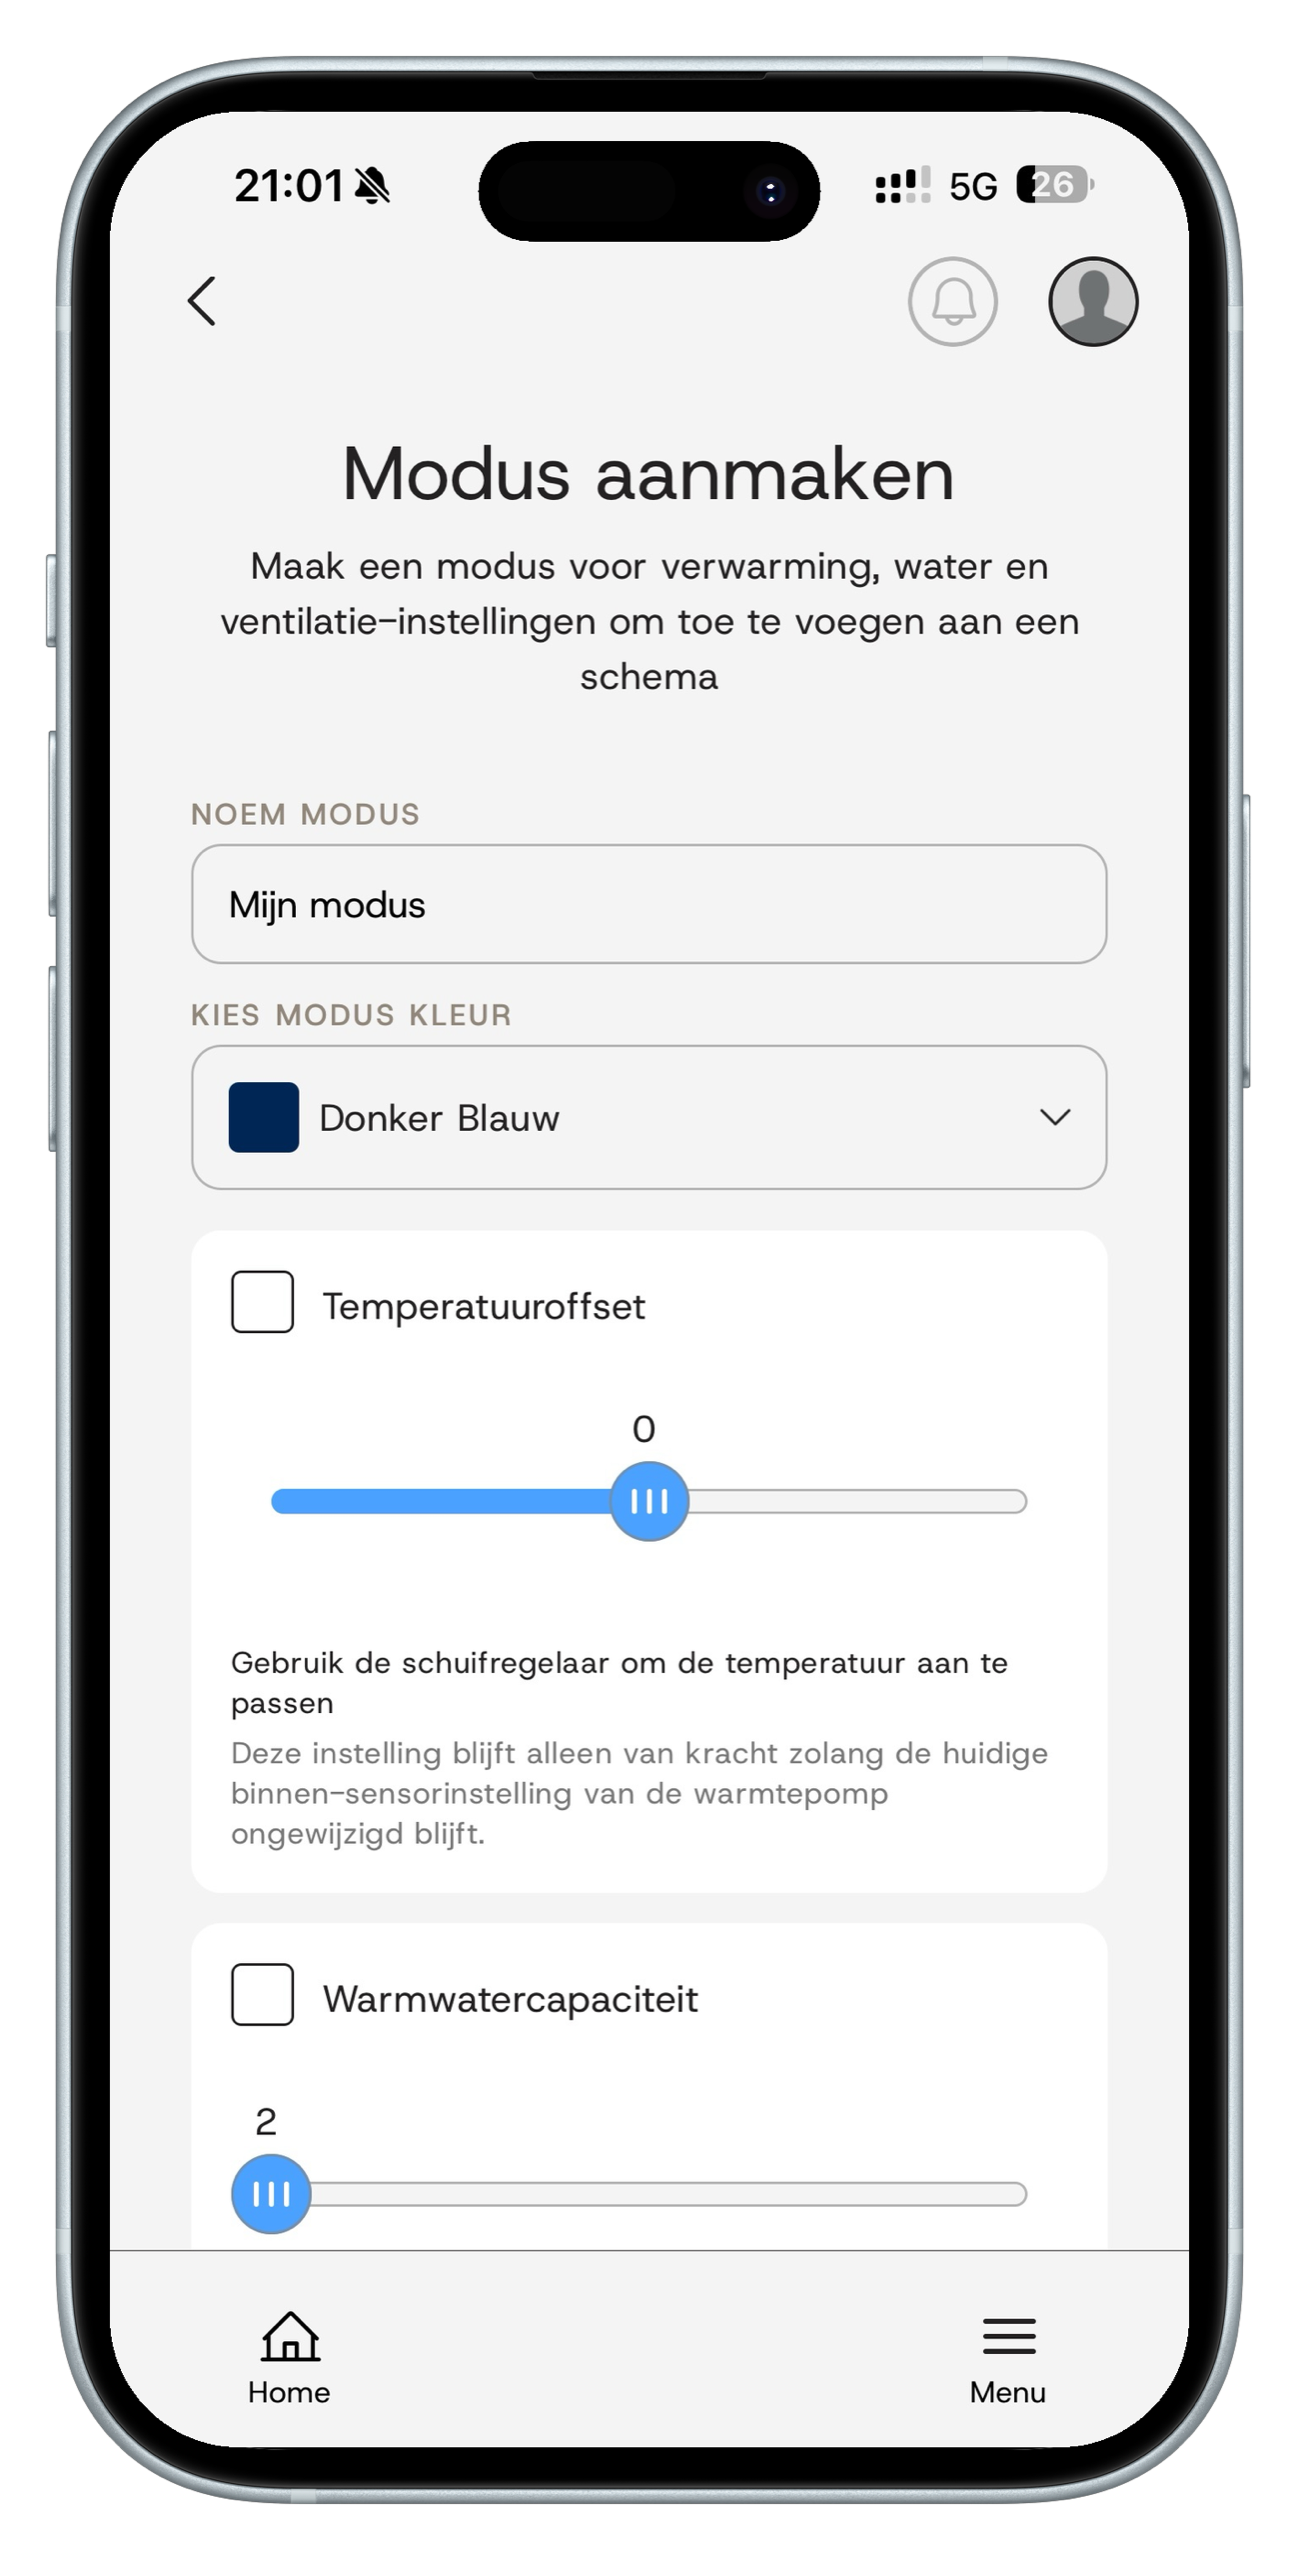 21:01 5G 26
Modus aanmaken
Maak een modus voor verwarming, water en
ventilatie-instellingen om toe te voegen aan een
schema
NOEM MODUS
Mijn modus
KIES MODUS KLEUR
Donker Blauw
Temperatuuroffset
0
Gebruik de schuifregelaar om de temperatuur aan te
passen
Deze instelling blijft alleen van kracht zolang de huidige
binnen-sensorinstelling van de warmtepomp
ongewijzigd blijft.
Warmwatercapaciteit
2
Home Menu